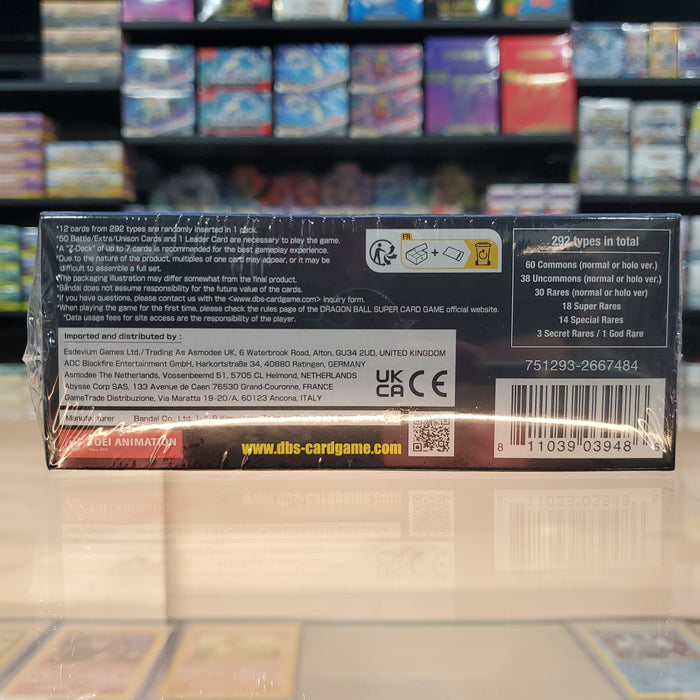 *12 cards from 292 types are randomly inserted in 1 pack.
*50 Battle/Extra/Unison Cards and 1 Leader Card are necessary to play the game.
*A "Z-Deck" of up to 7 cards is recommended for the best gameplay experience.
*Due to the nature of the product, multiples of one card may appear, or it may be
difficult to assemble a full set.
*The packaging illustration may differ somewhat from the final product.
*Bandai does not assume responsibility for the future value of the cards.
*If you have questions, please contact us with the <www.dbs-cardgame.com> inquiry form.
*When playing the game for the first time, please check the rules page of the DRAGON BALL SUPER CARD GAME official website.
*Data usage fees for site access are the responsibility of the player.
FR
292 types in total
60 Commons (normal or holo ver.)
38 Uncommons (normal or holo ver.)
30 Rares (normal or holo ver)
18 Super Rares
14 Special Rares
3 Secret Rares / 1 God Rare
Imported and distributed by :
Esdevium Games Ltd,/Trading As Asmodee UK, 6 Waterbrook Road, Alton, GU34 2UD, UNITED KINGDOM
ADC Blackfire Entertainment GmbH, Harkortstraße 34, 40880 Ratingen, GERMANY
Asmodee The Netherlands, Vossenbeemd 51, 5705 CL Helmond, NETHERLANDS
Abysse Corp SAS, 133 Avenue de Caen 76530 Grand-Couronne, FRANCE
GameTrade Distribuzione, Via Maratta 19-20/A, 60123 Ancona, ITALY
UK
CA CE
Manufacturer Bandai Co., Ltd.
TOEI ANIMATION
www.dbs-cardgame.com
751293-2667484
8 11039 03948